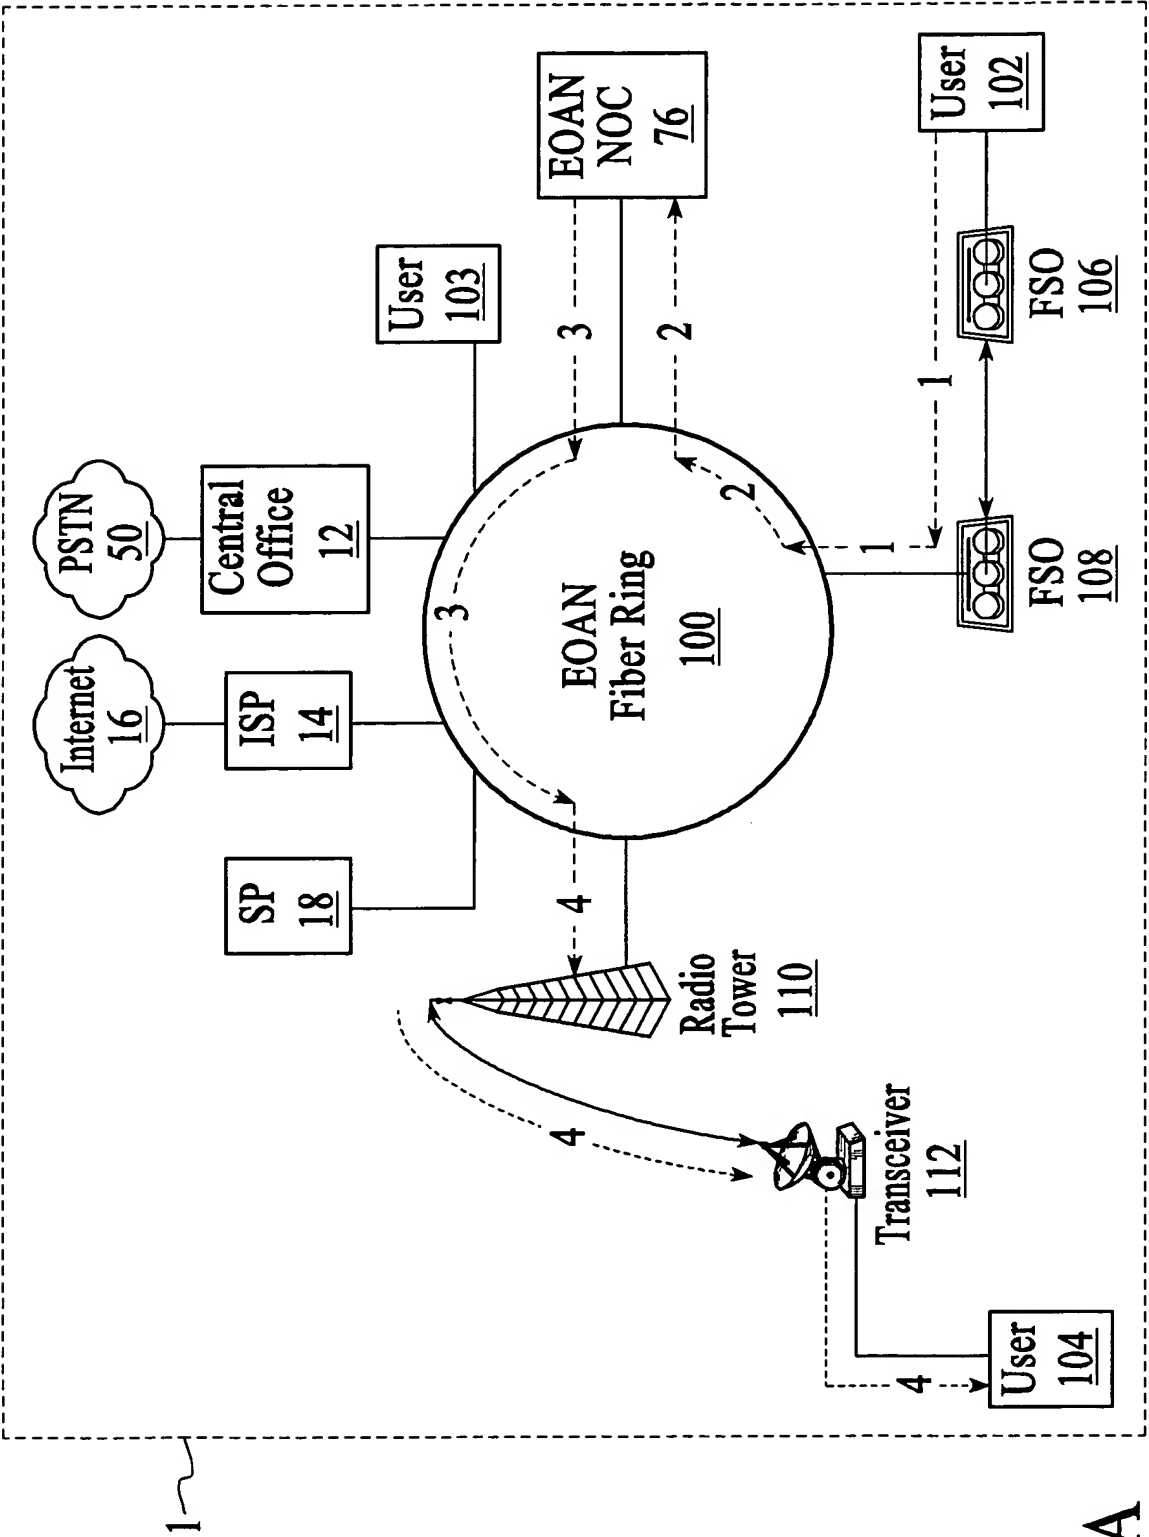 PSTN
50
Internet
16
Central
Office
12
ISP
14
SP
18
User
103
EOAN
NOC
76
3
2
3
2
EOAN
Fiber Ring
100
4
4
4
Radio
Tower
110
Transceiver
112
User
104
1
1
FSO
108
FSO
106
User
102
1
A